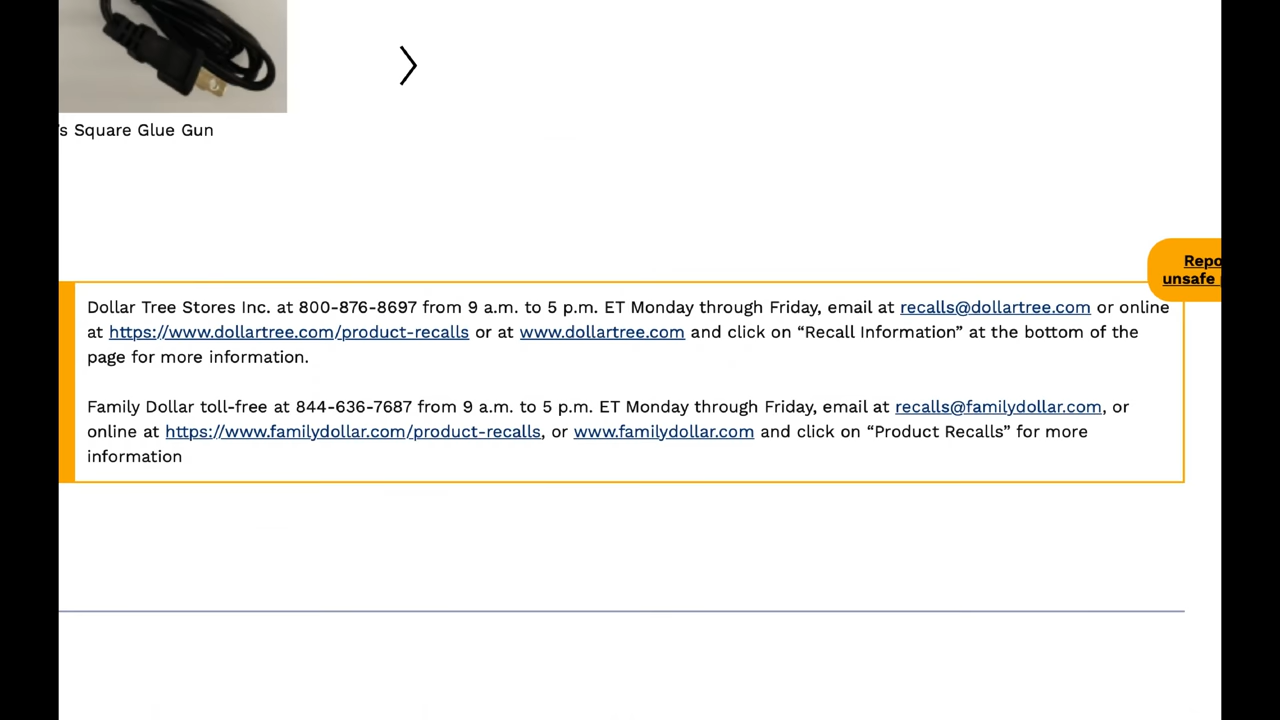 's Square Glue Gun
Repo
unsafe
Dollar Tree Stores Inc. at 800-876-8697 from 9 a.m. to 5 p.m. ET Monday through Friday, email at recalls@dollartree.com or online
at https://www.dollartree.com/product-recalls or at www.dollartree.com and click on “Recall Information” at the bottom of the
page for more information.
Family Dollar toll-free at 844-636-7687 from 9 a.m. to 5 p.m. ET Monday through Friday, email at recalls@familydollar.com, or
online at https://www.familydollar.com/product-recalls, or www.familydollar.com and click on “Product Recalls” for more
information